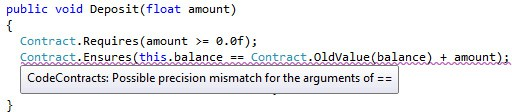 public void Deposit(float amount)
{
Contract.Requires(amount >= 0.0f);
Contract.Ensures(this.balance == Contract.OldValue(balance) + amount);
CodeContracts: Possible precision mismatch for the arguments of ==
}